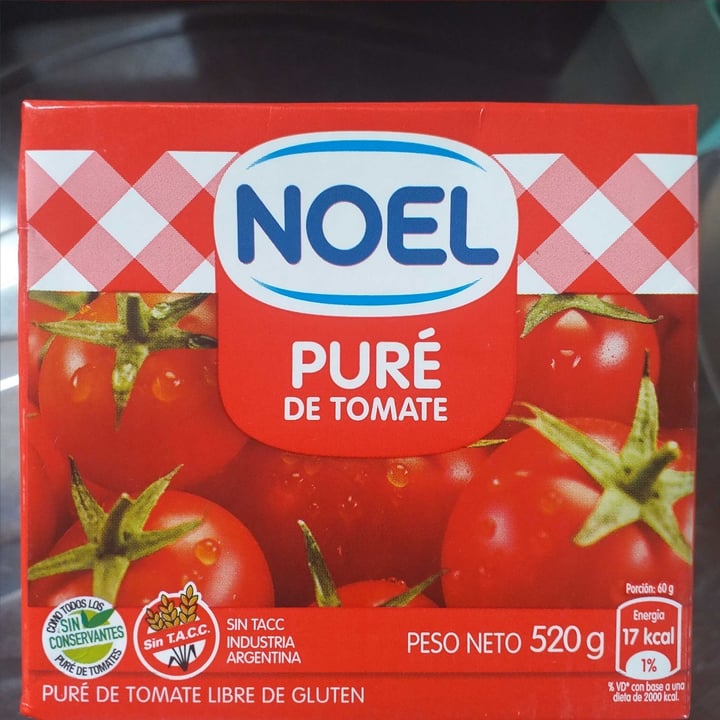 NOEL
PURÉ
DE TOMATE
COMO TODOS LOS
SIN
CONSERVANTES
PURÉ DE TOMATES
Sin T.A.C.C.
SIN TACC
INDUSTRIA
ARGENTINA
PESO NETO 520 g
Porción: 60 g
Energía
17 kcal
1%
% VD* con base a una
dieta de 2000 kcal.
PURÉ DE TOMATE LIBRE DE GLUTEN